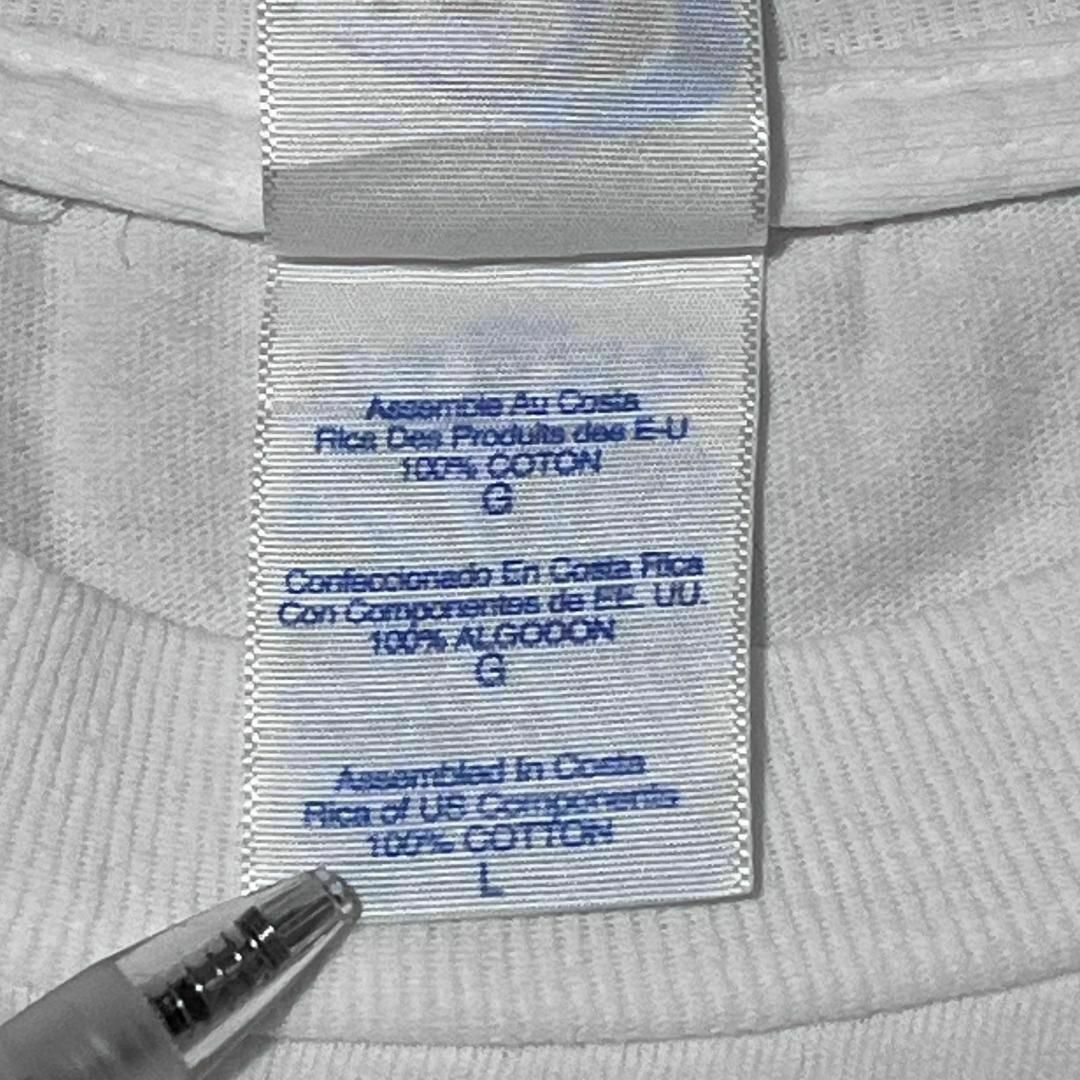 Assemble Au Costa
Rica Des Produits des E-U
100% COTON
G
Confeccionado En Costa Rica
Con Componentes de EE. UU.
100% ALGODON
G
Assembled In Costa
Rica of US Components
100% COTTON
L